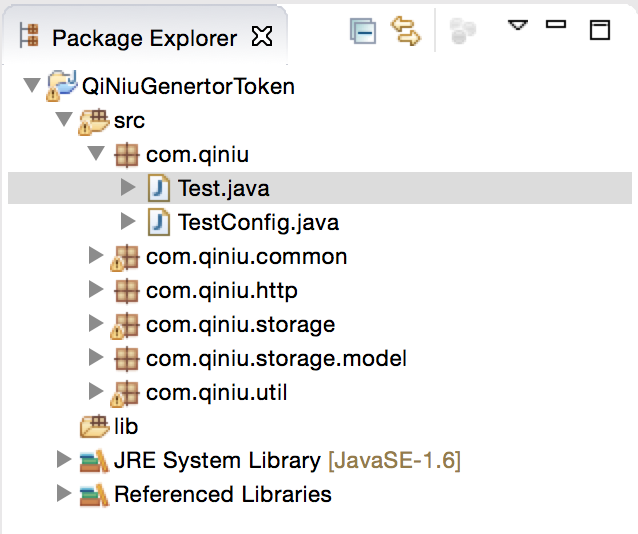 Package Explorer
QiNiuGenertorToken
src
com.qiniu
Test.java
TestConfig.java
com.qiniu.common
com.qiniu.http
com.qiniu.storage
com.qiniu.storage.model
com.qiniu.util
lib
JRE System Library [JavaSE-1.6]
Referenced Libraries